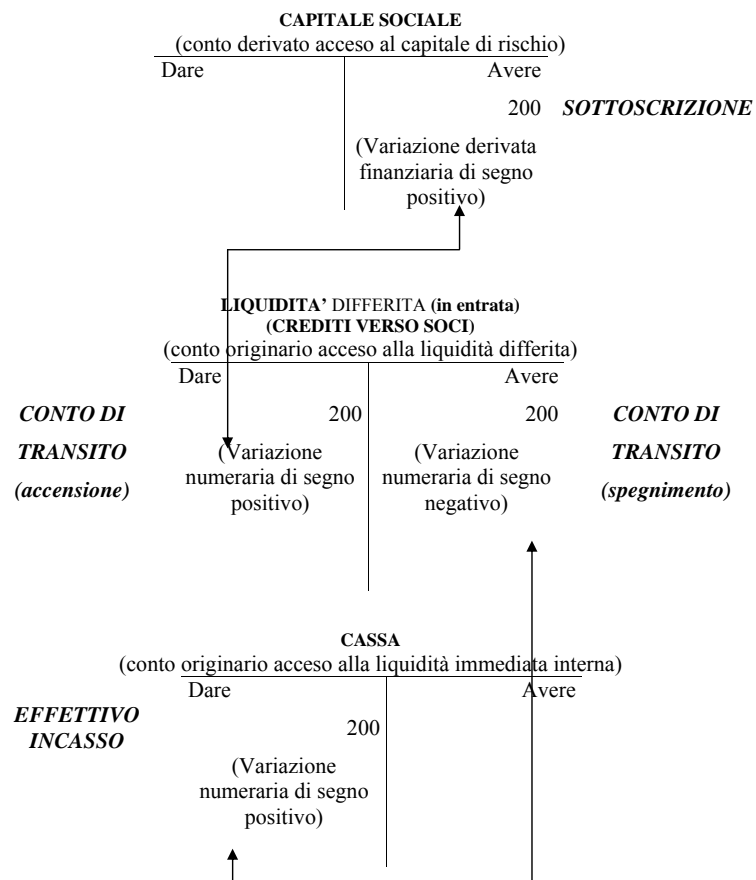 CAPITALE SOCIALE
(conto derivato acceso al capitale di rischio)
Dare Avere
200 SOTTOSCRIZIONE
(Variazione derivata
finanziaria di segno
positivo)
LIQUIDITA’ DIFFERITA (in entrata)
(CREDITI VERSO SOCI)
(conto originario acceso alla liquidità differita)
Dare Avere
CONTO DI 200 200 CONTO DI
TRANSITO (Variazione (Variazione TRANSITO
numeraria di segno numeraria di segno
(accensione) positivo) negativo) (spegnimento)
CASSA
(conto originario acceso alla liquidità immediata interna)
Dare Avere
EFFETTIVO
INCASSO
200
(Variazione
numeraria di segno
positivo)